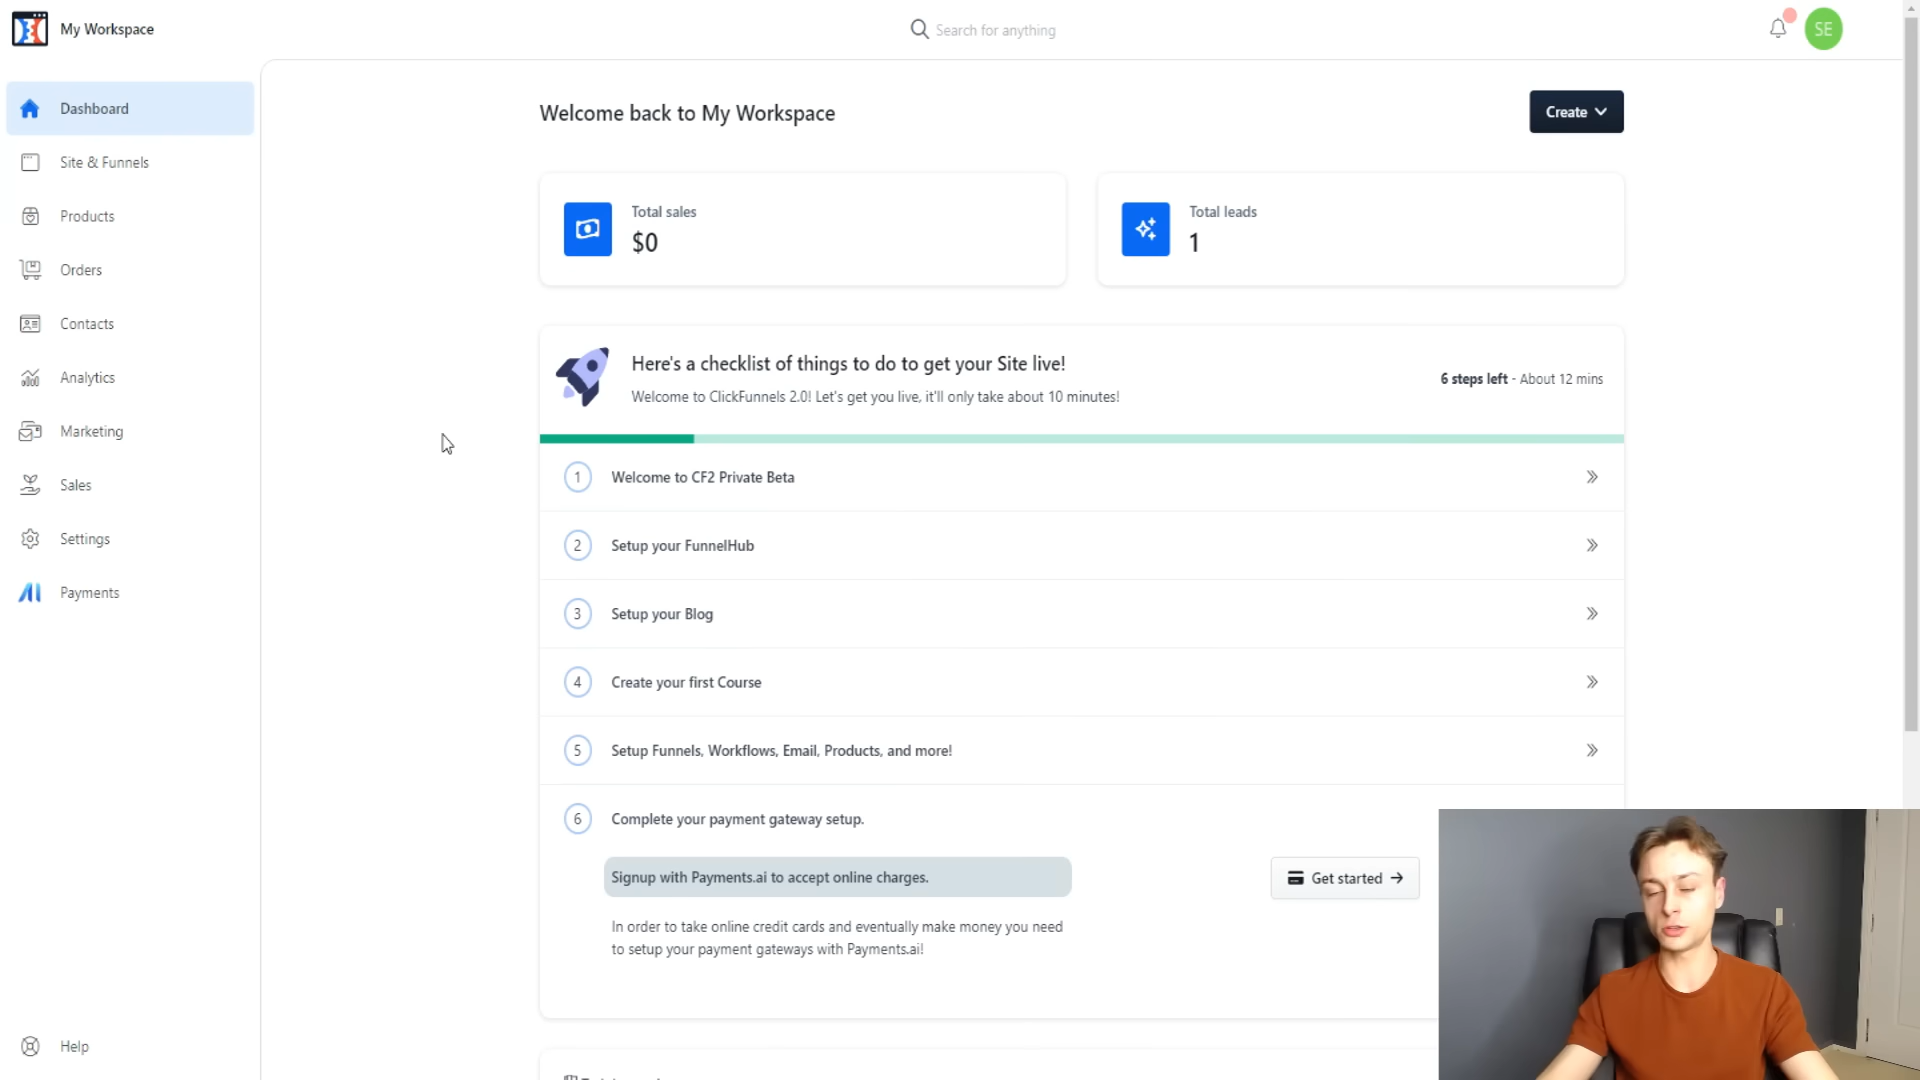 My Workspace
Search for anything
SE
Dashboard
Site & Funnels
Products
Orders
Contacts
Analytics
Marketing
Sales
Settings
Payments
Help
Welcome back to My Workspace
Create
Total sales
$0
Total leads
1
Here's a checklist of things to do to get your Site live!
Welcome to ClickFunnels 2.0! Let's get you live, it'll only take about 10 minutes!
6 steps left - About 12 mins
1 Welcome to CF2 Private Beta
2 Setup your FunnelHub
3 Setup your Blog
4 Create your first Course
5 Setup Funnels, Workflows, Email, Products, and more!
6 Complete your payment gateway setup.
Signup with Payments.ai to accept online charges.
Get started
In order to take online credit cards and eventually make money you need
to setup your payment gateways with Payments.ai!